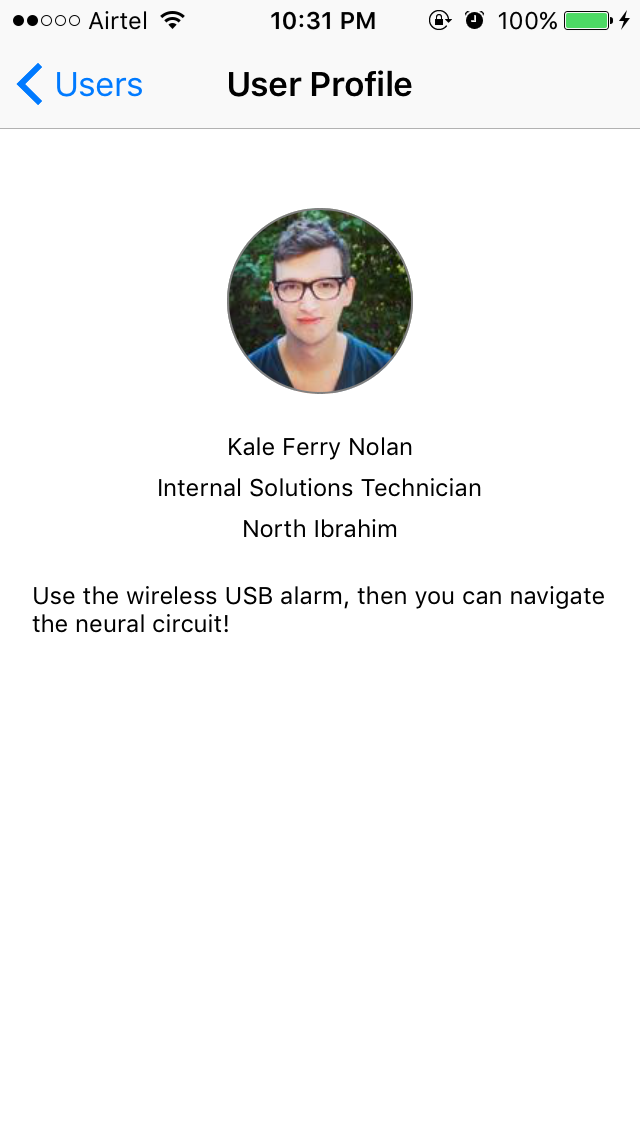 Airtel 10:31 PM 100%
Users User Profile
Kale Ferry Nolan
Internal Solutions Technician
North Ibrahim
Use the wireless USB alarm, then you can navigate
the neural circuit!